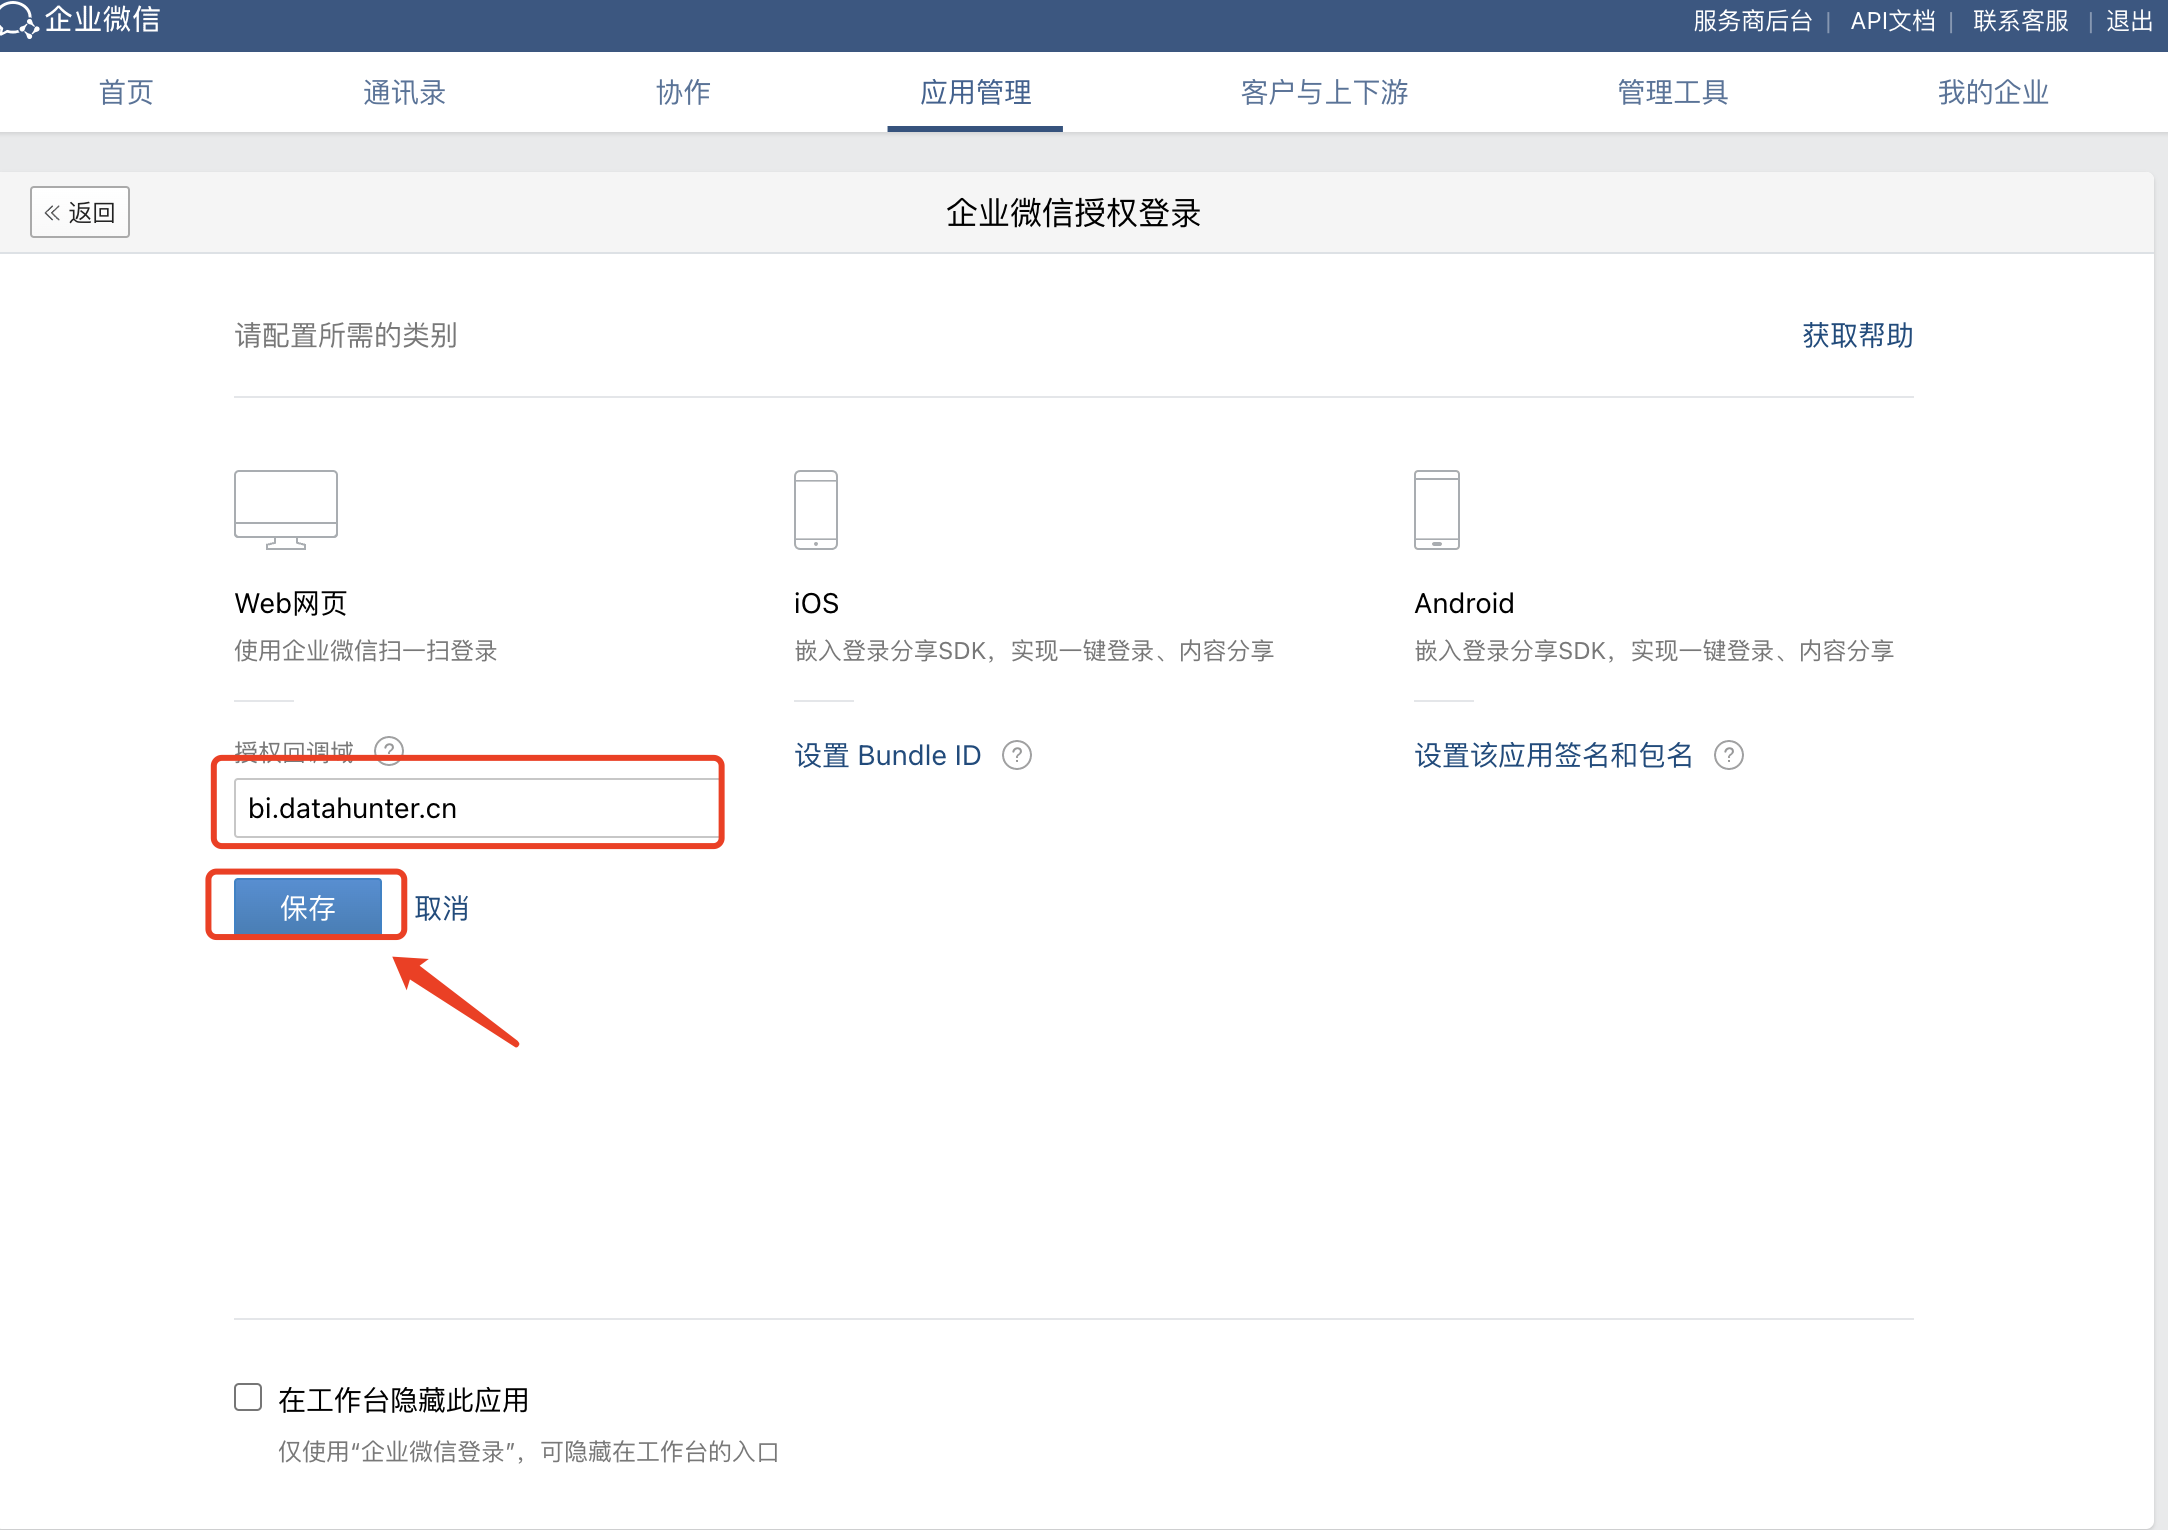 企业微信
服务商后台 | API文档 | 联系客服 | 退出
首页 通讯录 协作 应用管理 客户与上下游 管理工具 我的企业
« 返回
企业微信授权登录
请配置所需的类别
获取帮助
Web网页
使用企业微信扫一扫登录
授权回调域 ?
bi.datahunter.cn
保存 取消
iOS
嵌入登录分享SDK，实现一键登录、内容分享
设置 Bundle ID ?
Android
嵌入登录分享SDK，实现一键登录、内容分享
设置该应用签名和包名 ?
在工作台隐藏此应用
仅使用“企业微信登录”，可隐藏在工作台的入口